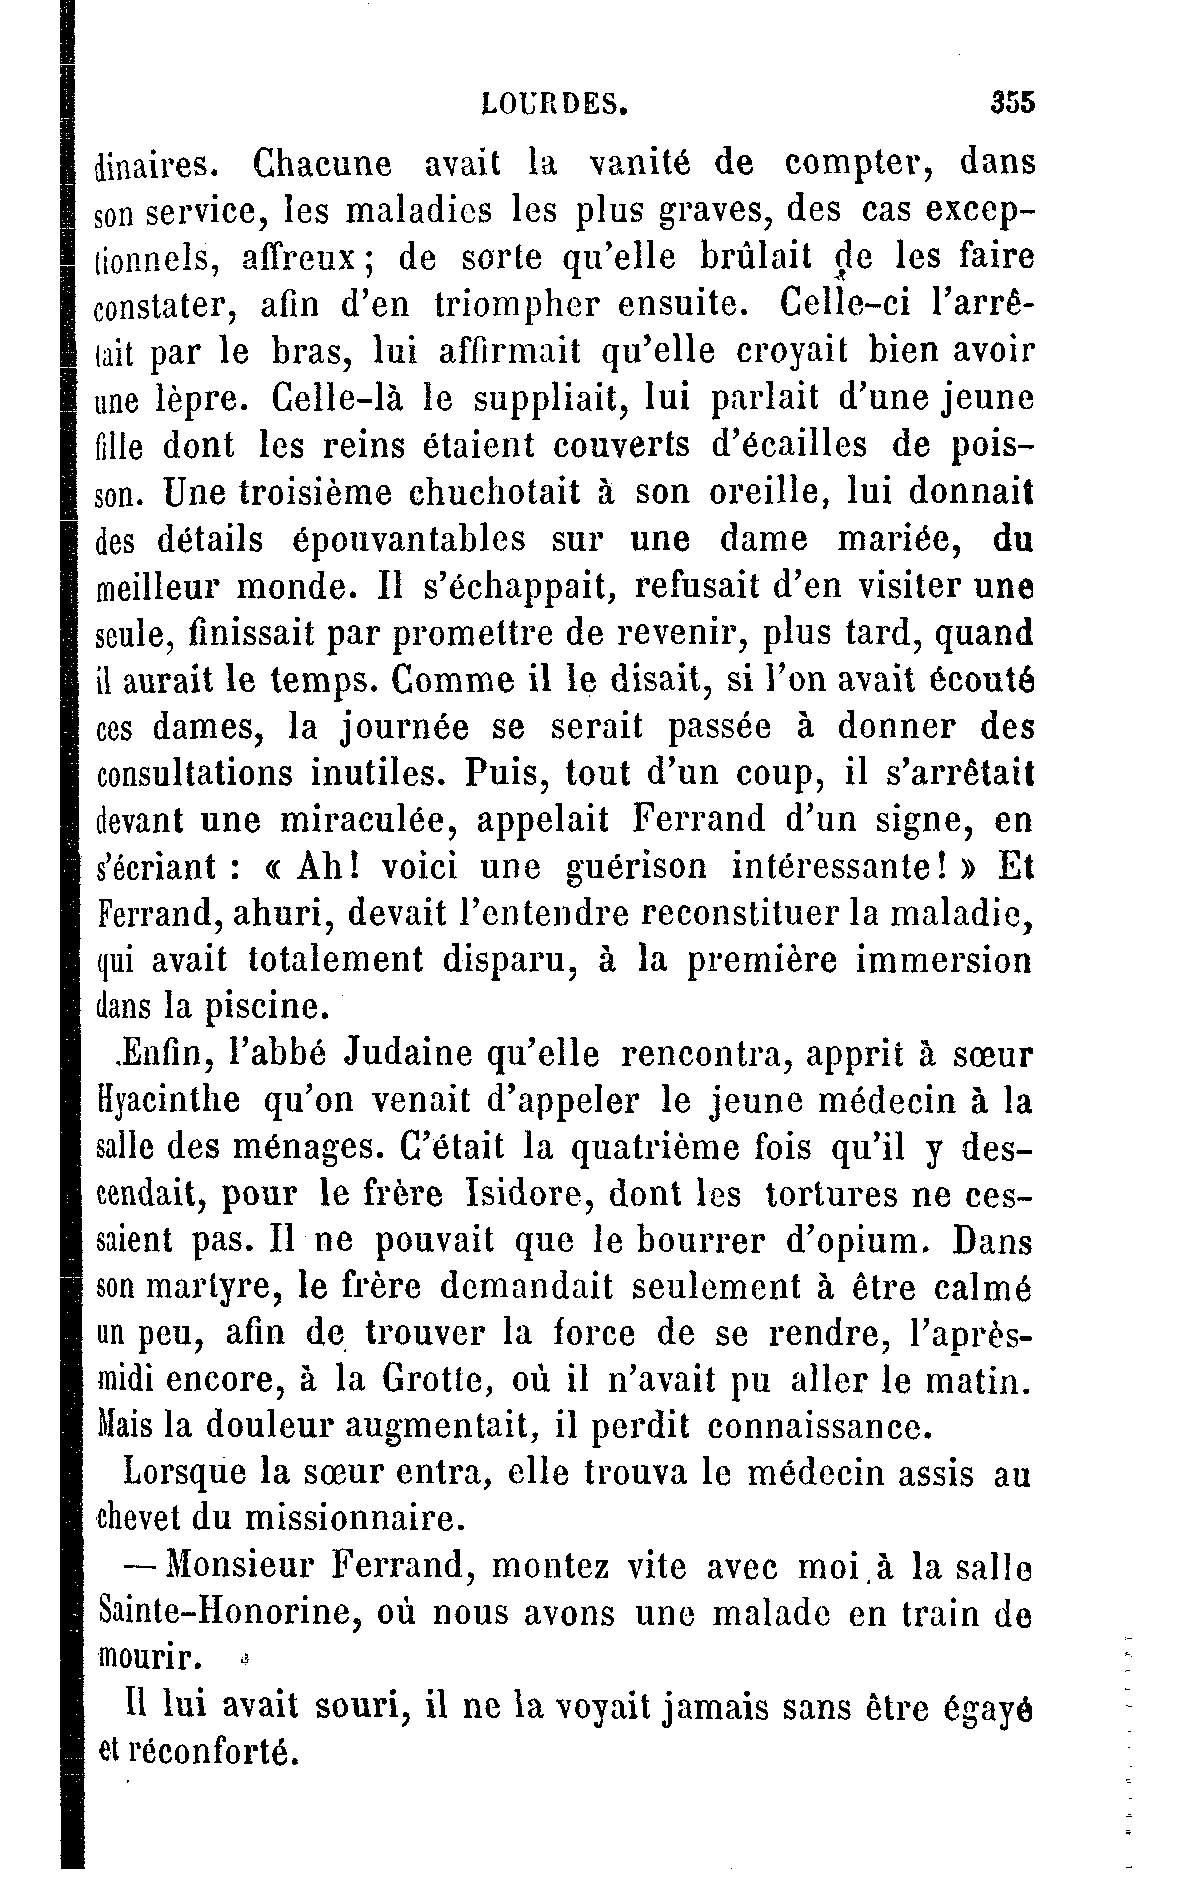 LOURDES. 355
dinaires. Chacune avait la vanité de compter, dans
son service, les maladies les plus graves, des cas excep-
tionnels, affreux ; de sorte qu'elle brûlait de les faire
constater, afin d'en triompher ensuite. Celle-ci l'arrê-
tait par le bras, lui affirmait qu'elle croyait bien avoir
une lèpre. Celle-là le suppliait, lui parlait d'une jeune
fille dont les reins étaient couverts d'écailles de pois-
son. Une troisième chuchotait à son oreille, lui donnait
des détails épouvantables sur une dame mariée, du
meilleur monde. Il s'échappait, refusait d'en visiter une
seule, finissait par promettre de revenir, plus tard, quand
il aurait le temps. Comme il le disait, si l'on avait écouté
ces dames, la journée se serait passée à donner des
consultations inutiles. Puis, tout d'un coup, il s'arrêtait
devant une miraculée, appelait Ferrand d'un signe, en
s'écriant : « Ah! voici une guérison intéressante! » Et
Ferrand, ahuri, devait l'entendre reconstituer la maladie,
qui avait totalement disparu, à la première immersion
dans la piscine.
Enfin, l'abbé Judaine qu'elle rencontra, apprit à sœur
Hyacinthe qu'on venait d'appeler le jeune médecin à la
salle des ménages. C'était la quatrième fois qu'il y des-
cendait, pour le frère Isidore, dont les tortures ne ces-
saient pas. Il ne pouvait que le bourrer d'opium. Dans
son martyre, le frère demandait seulement à être calmé
un peu, afin de trouver la force de se rendre, l'après-
midi encore, à la Grotte, où il n'avait pu aller le matin.
Mais la douleur augmentait, il perdit connaissance.
Lorsque la sœur entra, elle trouva le médecin assis au
chevet du missionnaire.
— Monsieur Ferrand, montez vite avec moi à la salle
Sainte-Honorine, où nous avons une malade en train de
mourir.
Il lui avait souri, il ne la voyait jamais sans être égayé
et réconforté.